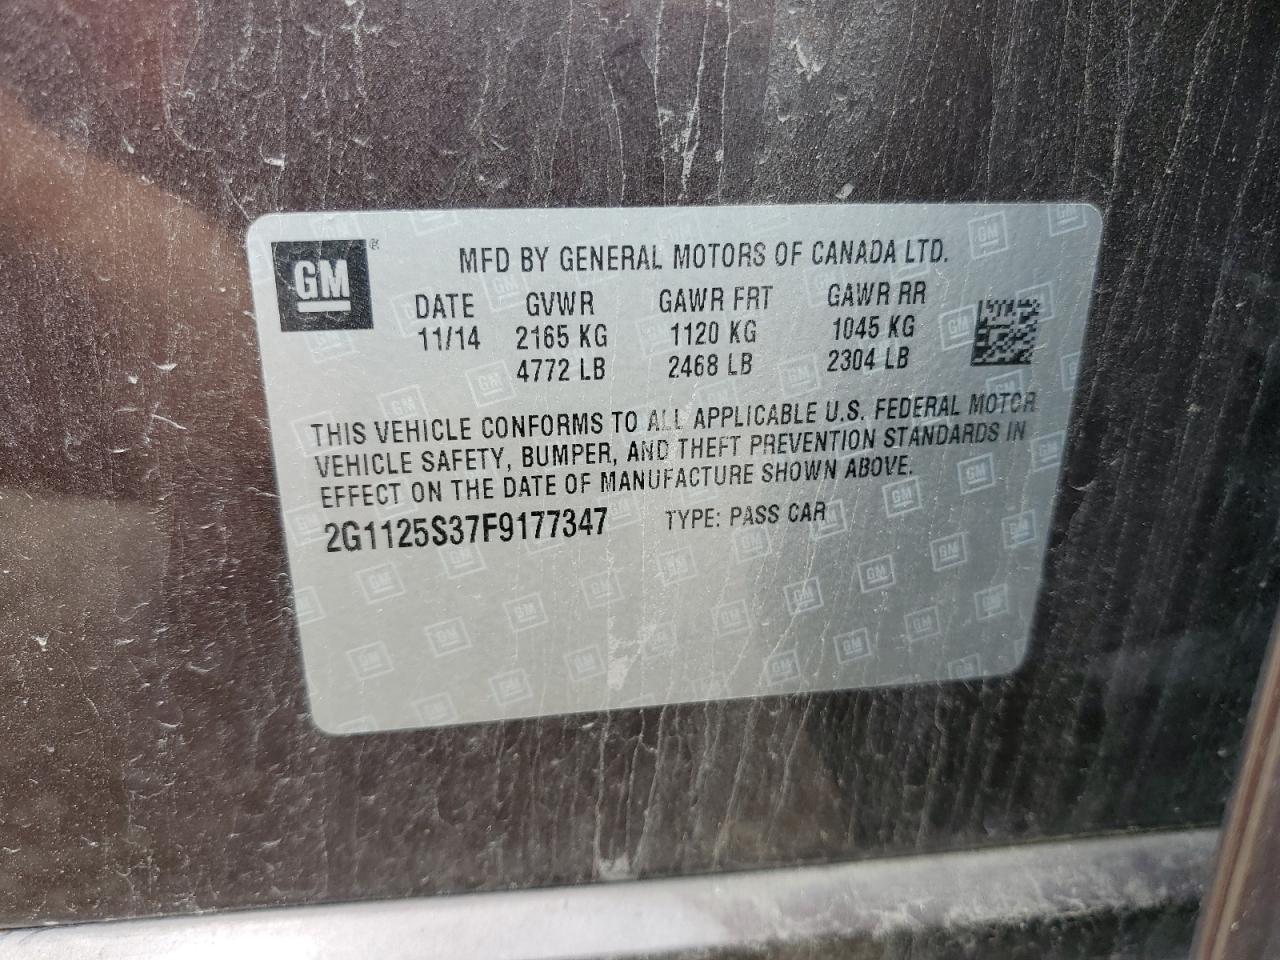 GM ®
MFD BY GENERAL MOTORS OF CANADA LTD.
DATE GVWR GAWR FRT GAWR RR
11/14 2165 KG 1120 KG 1045 KG
4772 LB 2468 LB 2304 LB
THIS VEHICLE CONFORMS TO ALL APPLICABLE U.S. FEDERAL MOTOR
VEHICLE SAFETY, BUMPER, AND THEFT PREVENTION STANDARDS IN
EFFECT ON THE DATE OF MANUFACTURE SHOWN ABOVE.
2G1125S37F9177347 TYPE: PASS CAR